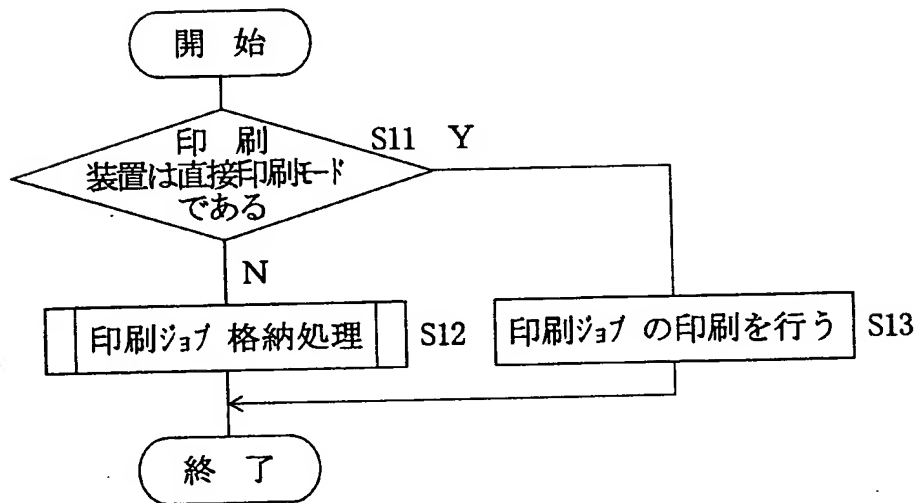 開 始
印 刷
装置は直接印刷モード
である
S11 Y
N
印刷ジョブ 格納処理
S12
印刷ジョブ の印刷を行う
S13
終 了